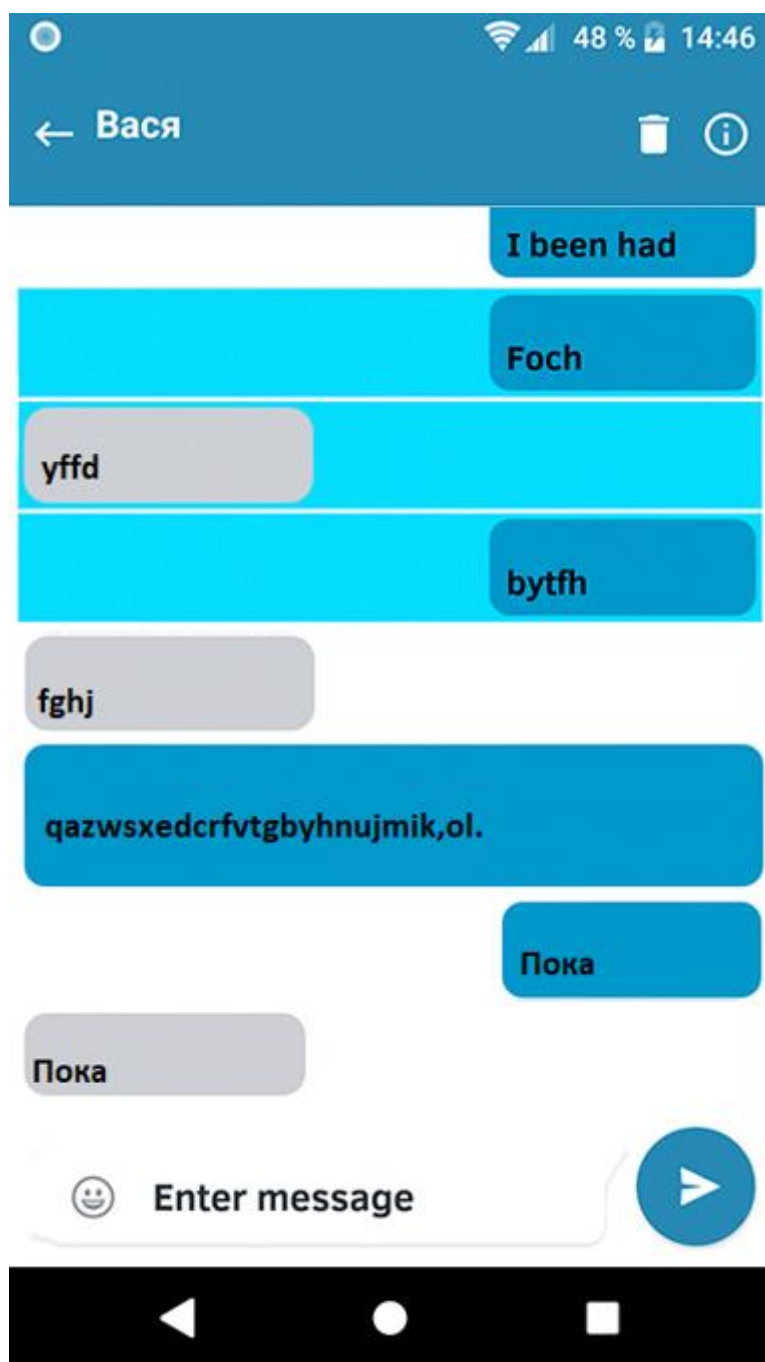 48 % 14:46
Вася
I been had
Foch
yffd
bytfh
fghj
qazwsxedcrfvtgbyhnujmik,ol.
Пока
Пока
Enter message